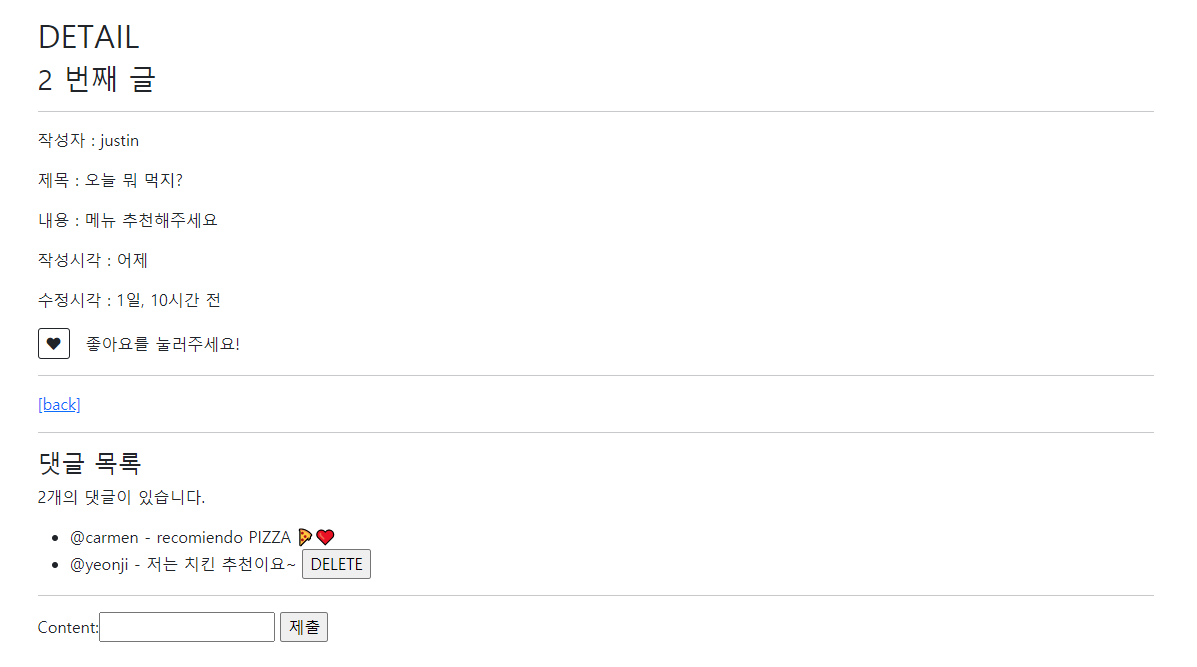 DETAIL
2 번째 글
작성자 : justin
제목 : 오늘 뭐 먹지?
내용 : 메뉴 추천해주세요
작성시각 : 어제
수정시각 : 1일, 10시간 전
♥ 좋아요를 눌러주세요!
[back]
댓글 목록
2개의 댓글이 있습니다.
• @carmen - recomiendo PIZZA 🍕❤️
• @yeonji - 저는 치킨 추천이요~ DELETE
Content: 제출